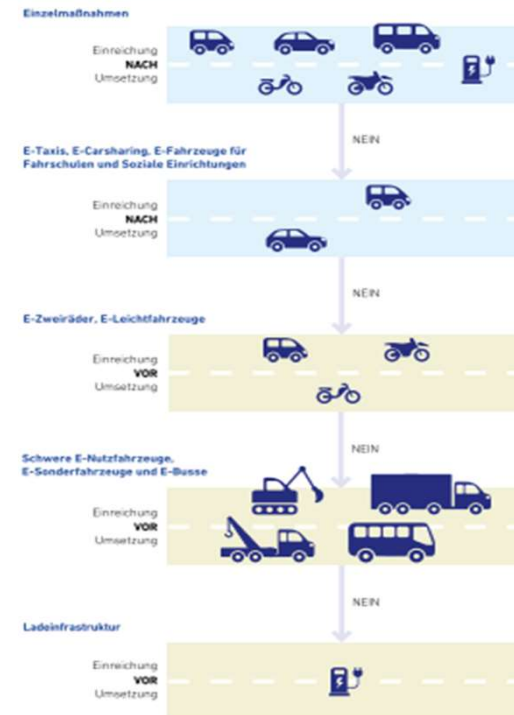 Einzelmaßnahmen
Einreichung
NACH
Umsetzung
NEIN
E-Taxis, E-Carsharing, E-Fahrzeuge für
Fahrschulen und Soziale Einrichtungen
Einreichung
NACH
Umsetzung
NEIN
E-Zweiräder, E-Leichtfahrzeuge
Einreichung
VOR
Umsetzung
NEIN
Schwere E-Nutzfahrzeuge,
E-Sonderfahrzeuge und E-Busse
Einreichung
VOR
Umsetzung
NEIN
Ladeinfrastruktur
Einreichung
VOR
Umsetzung